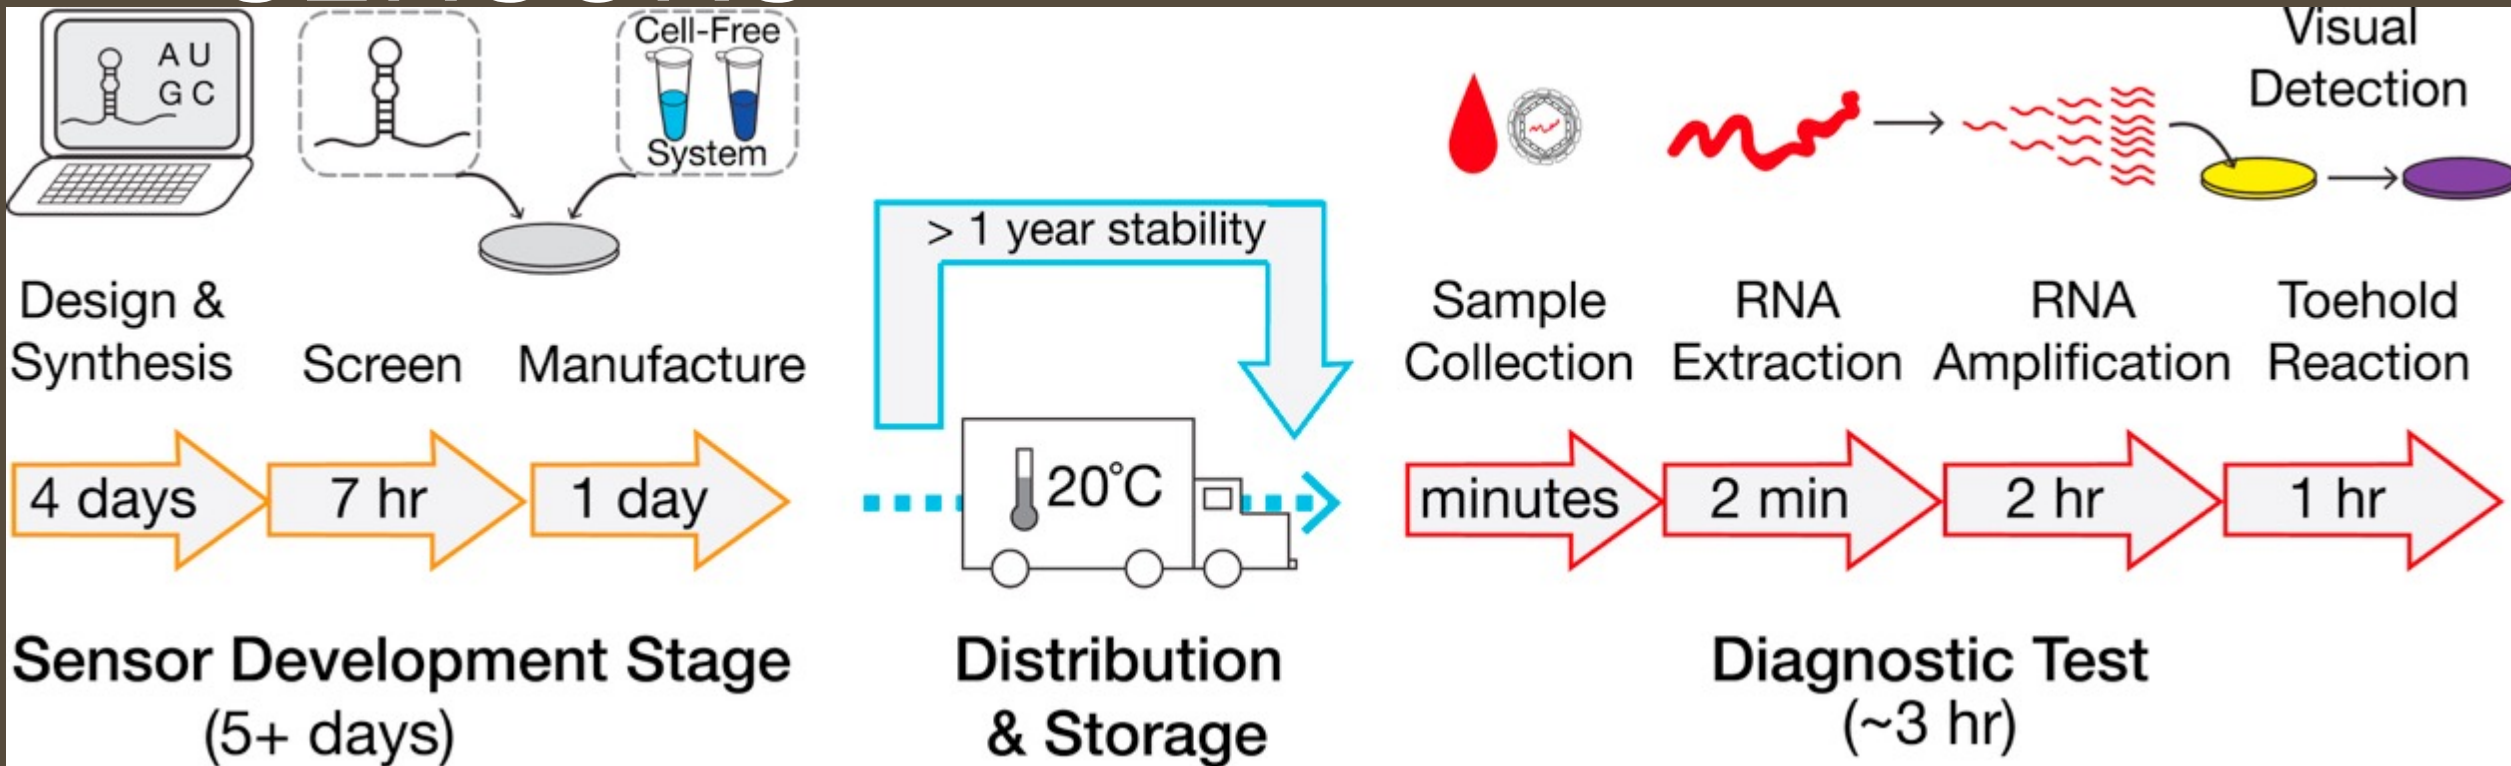 A U
G C
Cell-Free
System
Visual
Detection
> 1 year stability
Design &
Synthesis
Screen
Manufacture
Sample
Collection
RNA
Extraction
RNA
Amplification
Toehold
Reaction
4 days
7 hr
1 day
20°C
minutes
2 min
2 hr
1 hr
Sensor Development Stage
(5+ days)
Distribution
& Storage
Diagnostic Test
(~3 hr)